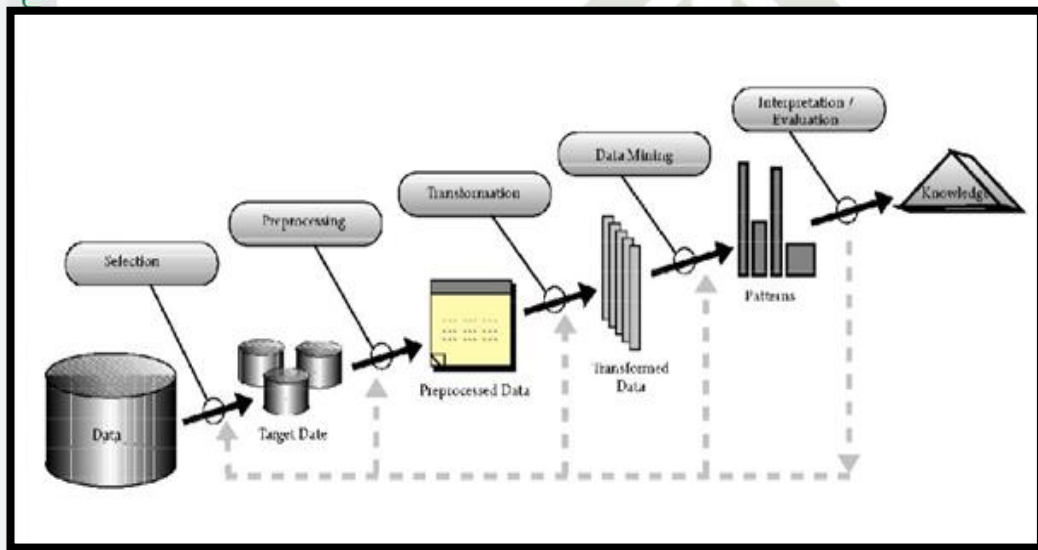 Interpretation /
Evaluation
Data Mining
Knowledge
Transformation
Preprocessing
Patterns
Selection
Transformed
Data
Preprocessed Data
Target Date
Data